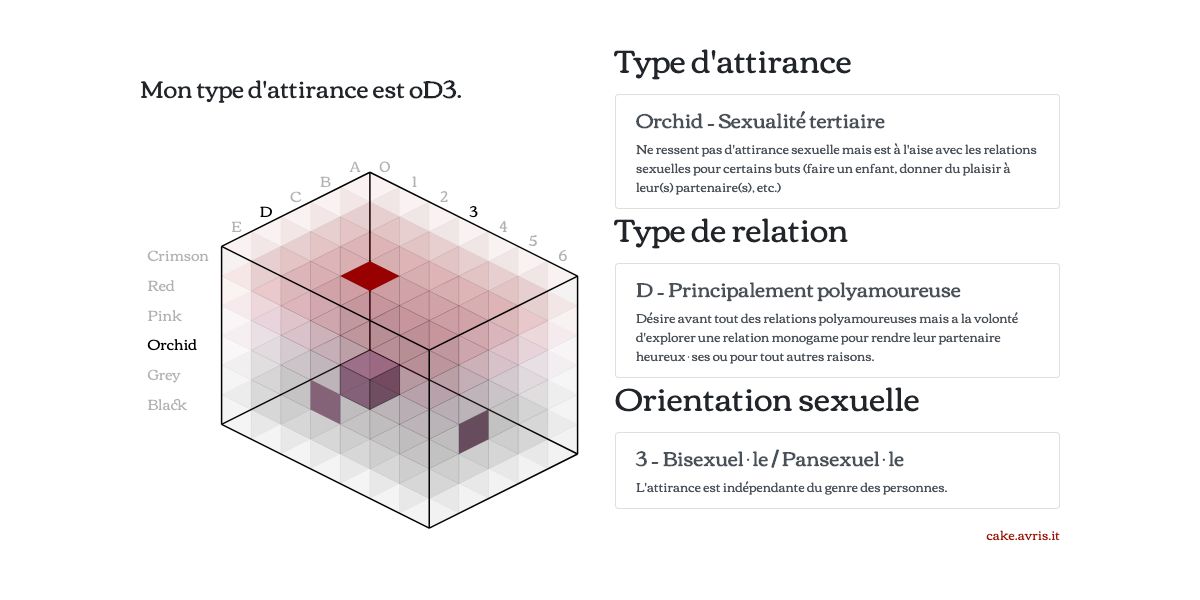 Mon type d'attirance est oD3.
A O
B 1
C 2
D 3
E 4
5
6
Crimson
Red
Pink
Orchid
Grey
Black
Type d'attirance
Orchid - Sexualité tertiaire
Ne ressent pas d'attirance sexuelle mais est à l'aise avec les relations
sexuelles pour certains buts (faire un enfant, donner du plaisir à
leur(s) partenaire(s), etc.)
Type de relation
D - Principalement polyamoureuse
Désire avant tout des relations polyamoureuses mais a la volonté
d'explorer une relation monogame pour rendre leur partenaire
heureux·ses ou pour tout autres raisons.
Orientation sexuelle
3 - Bisexuel·le / Pansexuel·le
L'attirance est indépendante du genre des personnes.
cake.avris.it